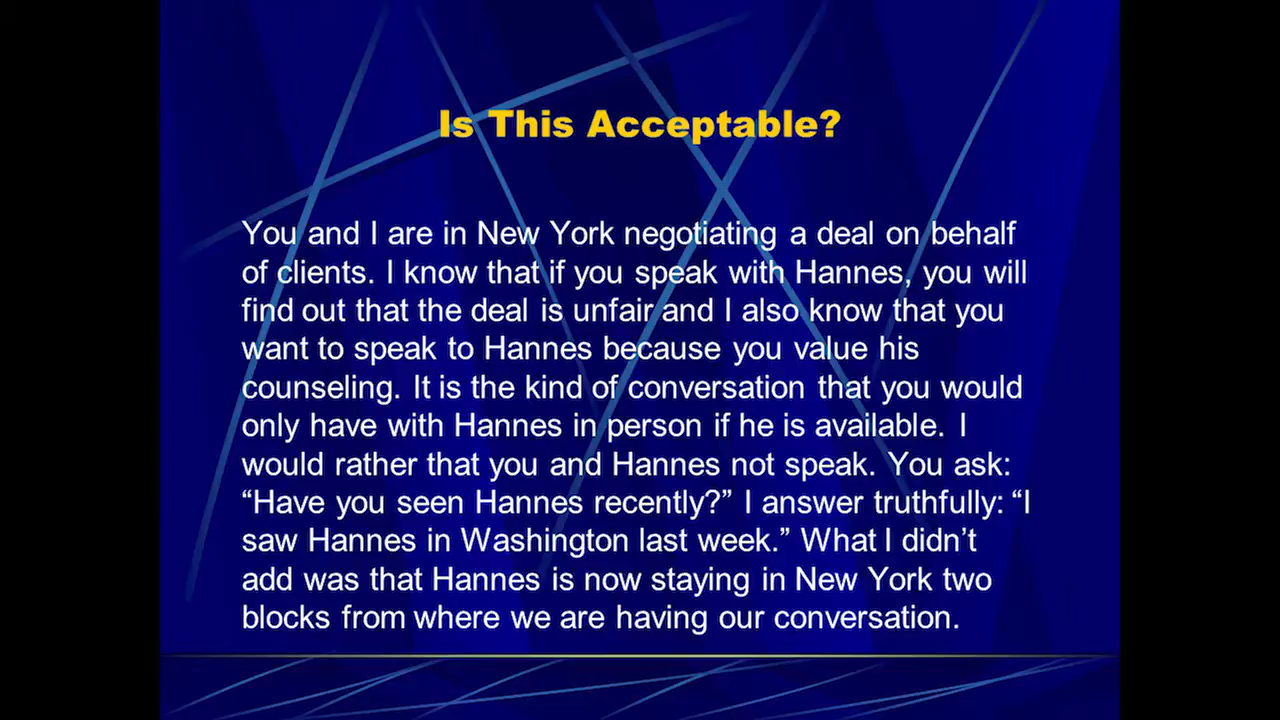 Is This Acceptable?
You and I are in New York negotiating a deal on behalf
of clients. I know that if you speak with Hannes, you will
find out that the deal is unfair and I also know that you
want to speak to Hannes because you value his
counseling. It is the kind of conversation that you would
only have with Hannes in person if he is available. I
would rather that you and Hannes not speak. You ask:
“Have you seen Hannes recently?” I answer truthfully: “I
saw Hannes in Washington last week.” What I didn’t
add was that Hannes is now staying in New York two
blocks from where we are having our conversation.